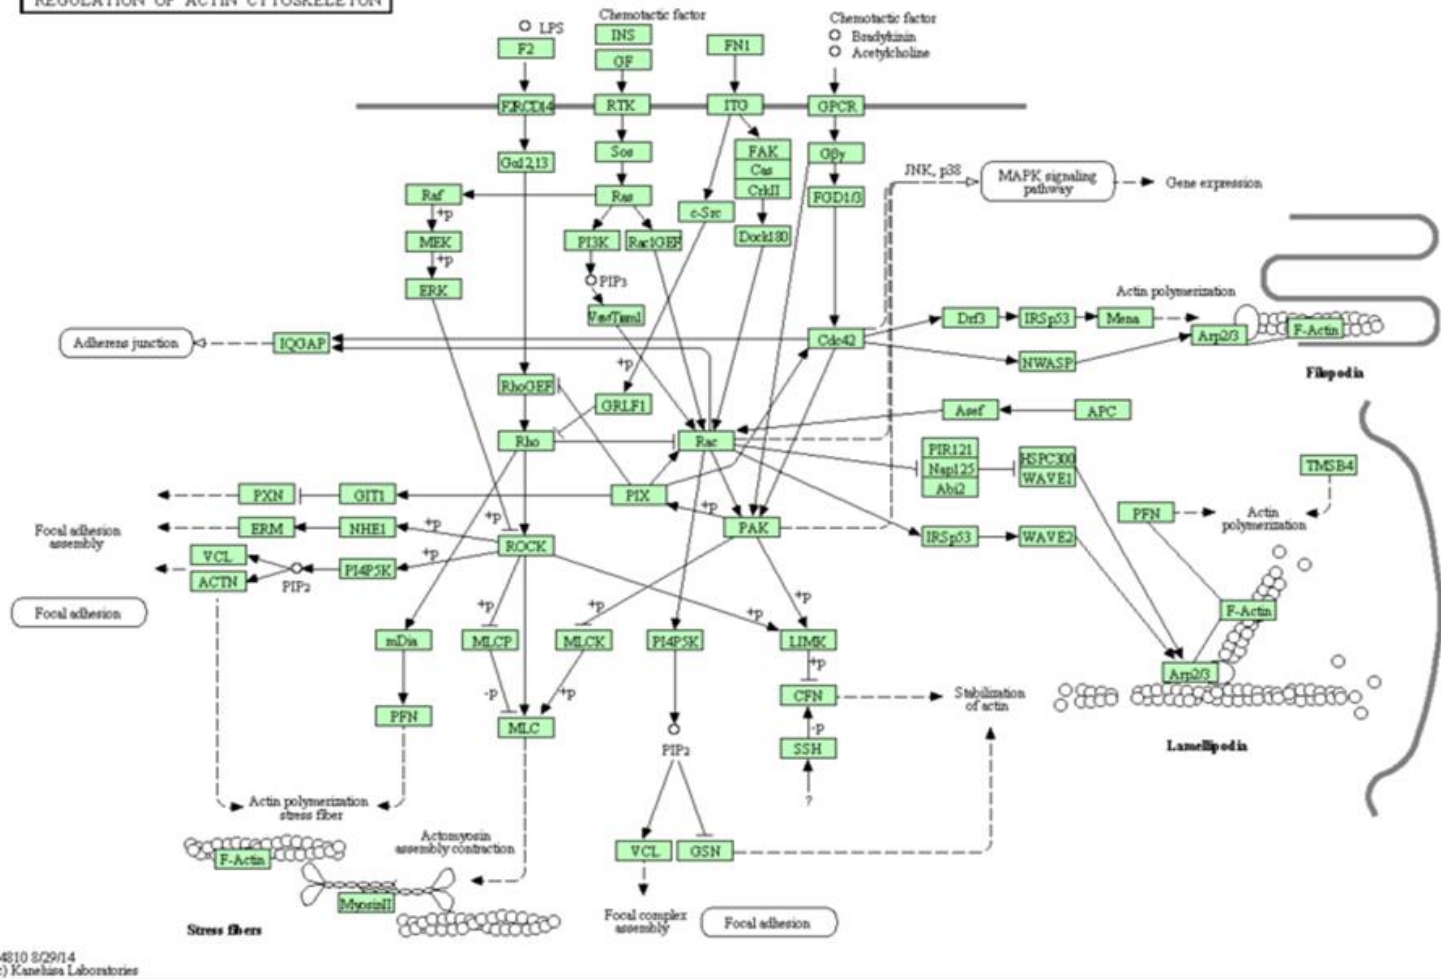 REGULATION OF ACTIN CYTOSKELETON
Chemotactic factor
Chemotactic factor
LPS
INS
F2
GF
FN1
Bradykinin
Acetylcholine
F2RCD14
RTK
ITG
GPCR
Gα12,13
Sos
FAK
Cas
CrkII
Gβγ
JNK, p38
MAPK signaling
pathway
Gene expression
Raf
Ras
c-Src
FGD1/3
+p
MEK
PI3K
Rac1GEF
Dock180
+p
ERK
PIP3
Actin polymerization
Drf3
IRSp53
Mena
Arp2/3
F-Actin
Adherens junction
IQGAP
Cdc42
NWASP
Filopodia
+p
RhoGEF
GRLF1
Asef
APC
Rho
Rac
PIR121
Nap125
Abi2
HSPC300
WAVE1
TMSB4
PXN
GIT1
PIX
+p
PAK
PFN
Actin
polymerization
Focal adhesion
assembly
ERM
NHE1
+p
+p
ROCK
IRSp53
WAVE2
VCL
ACTN
PIP2
PI4P5K
+p
Focal adhesion
+p
+p
+p
+p
F-Actin
mDia
MLCP
MLCK
PI4P5K
LIMK
+p
Arp2/3
-p
+p
CFN
Stabilization
of actin
PFN
MLC
-p
PIP2
SSH
Lamellipodia
?
Actin polymerization
stress fiber
Actomyosin
assembly contraction
VCL
GSN
F-Actin
MyosinII
Focal complex
assembly
Focal adhesion
Stress fibers
4810 8/29/14
c) Kanehisa Laboratories